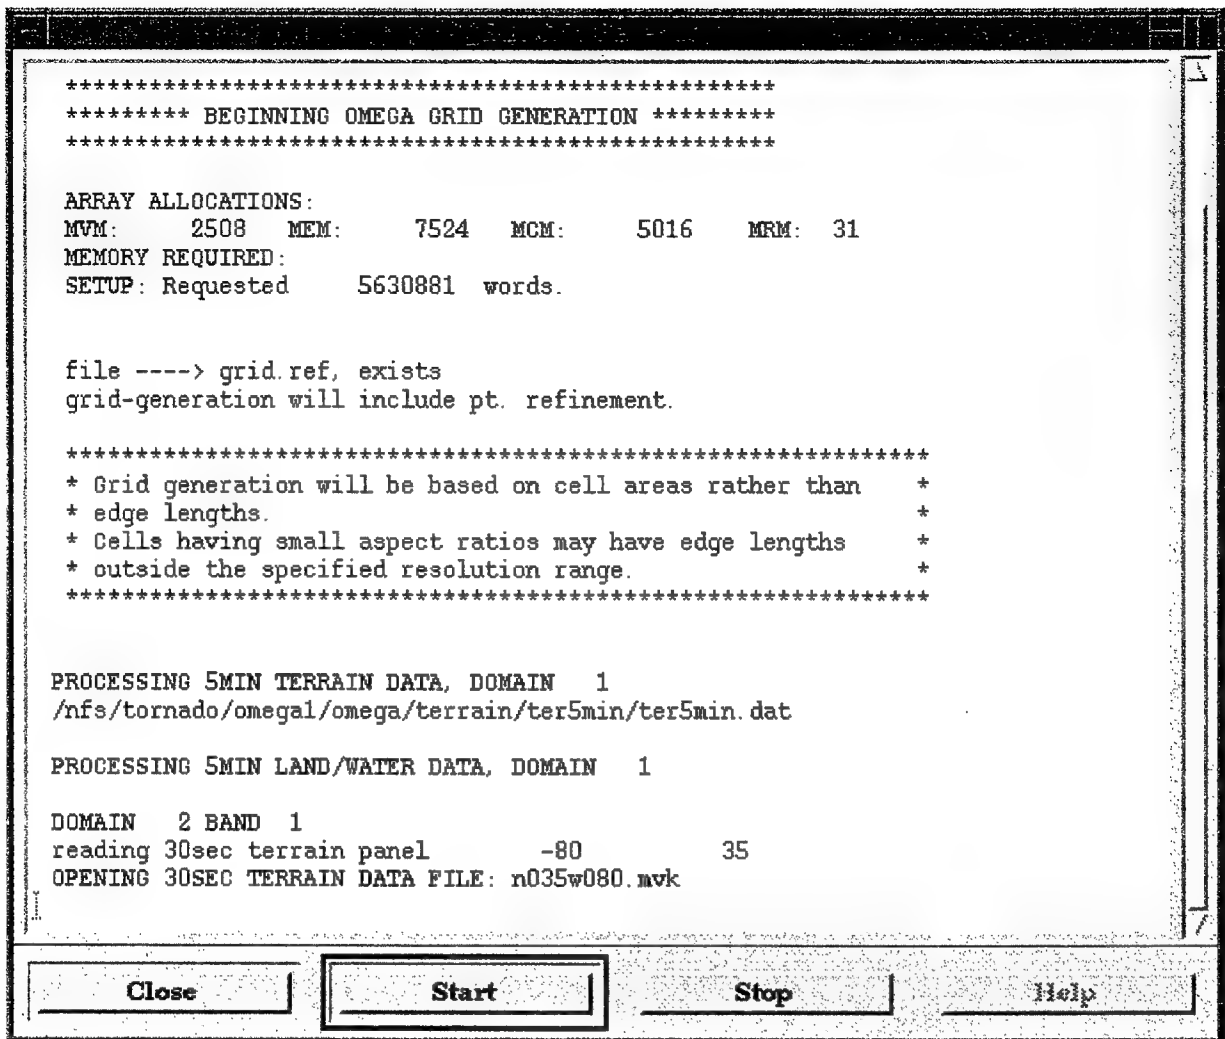 ***************************************************
********* BEGINNING OMEGA GRID GENERATION *********
***************************************************
ARRAY ALLOCATIONS:
MVM: 2508 MEM: 7524 MCM: 5016 MRM: 31
MEMORY REQUIRED:
SETUP: Requested 5630881 words.
file ----> grid.ref, exists
grid-generation will include pt. refinement.
**************************************************************
* Grid generation will be based on cell areas rather than *
* edge lengths. *
* Cells having small aspect ratios may have edge lengths *
* outside the specified resolution range. *
**************************************************************
PROCESSING 5MIN TERRAIN DATA, DOMAIN 1
/nfs/tornado/omega1/omega/terrain/ter5min/ter5min.dat
PROCESSING 5MIN LAND/WATER DATA, DOMAIN 1
DOMAIN 2 BAND 1
reading 30sec terrain panel -80 35
OPENING 30SEC TERRAIN DATA FILE: n035w080.mvk
Close Start Stop Help